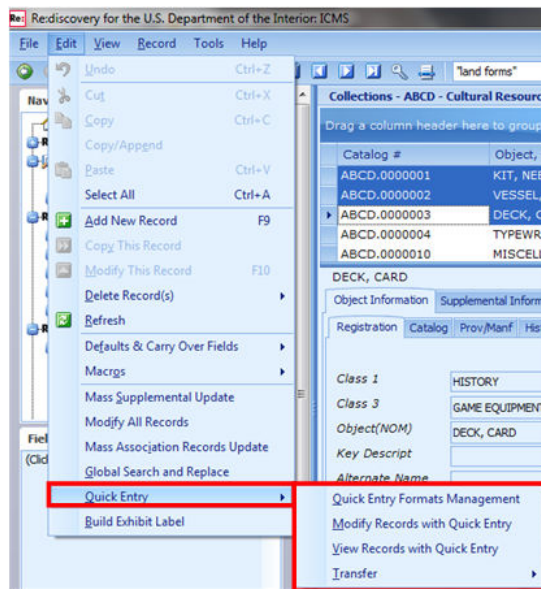 Re: Re:discovery for the U.S. Department of the Interior: ICMS
File Edit View Record Tools Help
"land forms"
Undo Ctrl+Z
Cut Ctrl+X
Copy Ctrl+C
Copy/Append
Paste Ctrl+V
Select All Ctrl+A
Add New Record F9
Copy This Record
Modify This Record F10
Delete Record(s)
Refresh
Defaults & Carry Over Fields
Macros
Mass Supplemental Update
Modify All Records
Mass Association Records Update
Global Search and Replace
Quick Entry
Build Exhibit Label
Quick Entry Formats Management
Modify Records with Quick Entry
View Records with Quick Entry
Transfer
Nav
Fiel
(Clic
Collections - ABCD - Cultural Resourc
Drag a column header here to group
Catalog # Object,
ABCD.0000001 KIT, NEE
ABCD.0000002 VESSEL,
ABCD.0000003 DECK, C
ABCD.0000004 TYPEWR
ABCD.0000010 MISCELL
DECK, CARD
Object Information Supplemental Inform
Registration Catalog Prov/Manf His
Class 1 HISTORY
Class 3 GAME EQUIPMENT
Object(NOM) DECK, CARD
Key Descript
Alternate Name